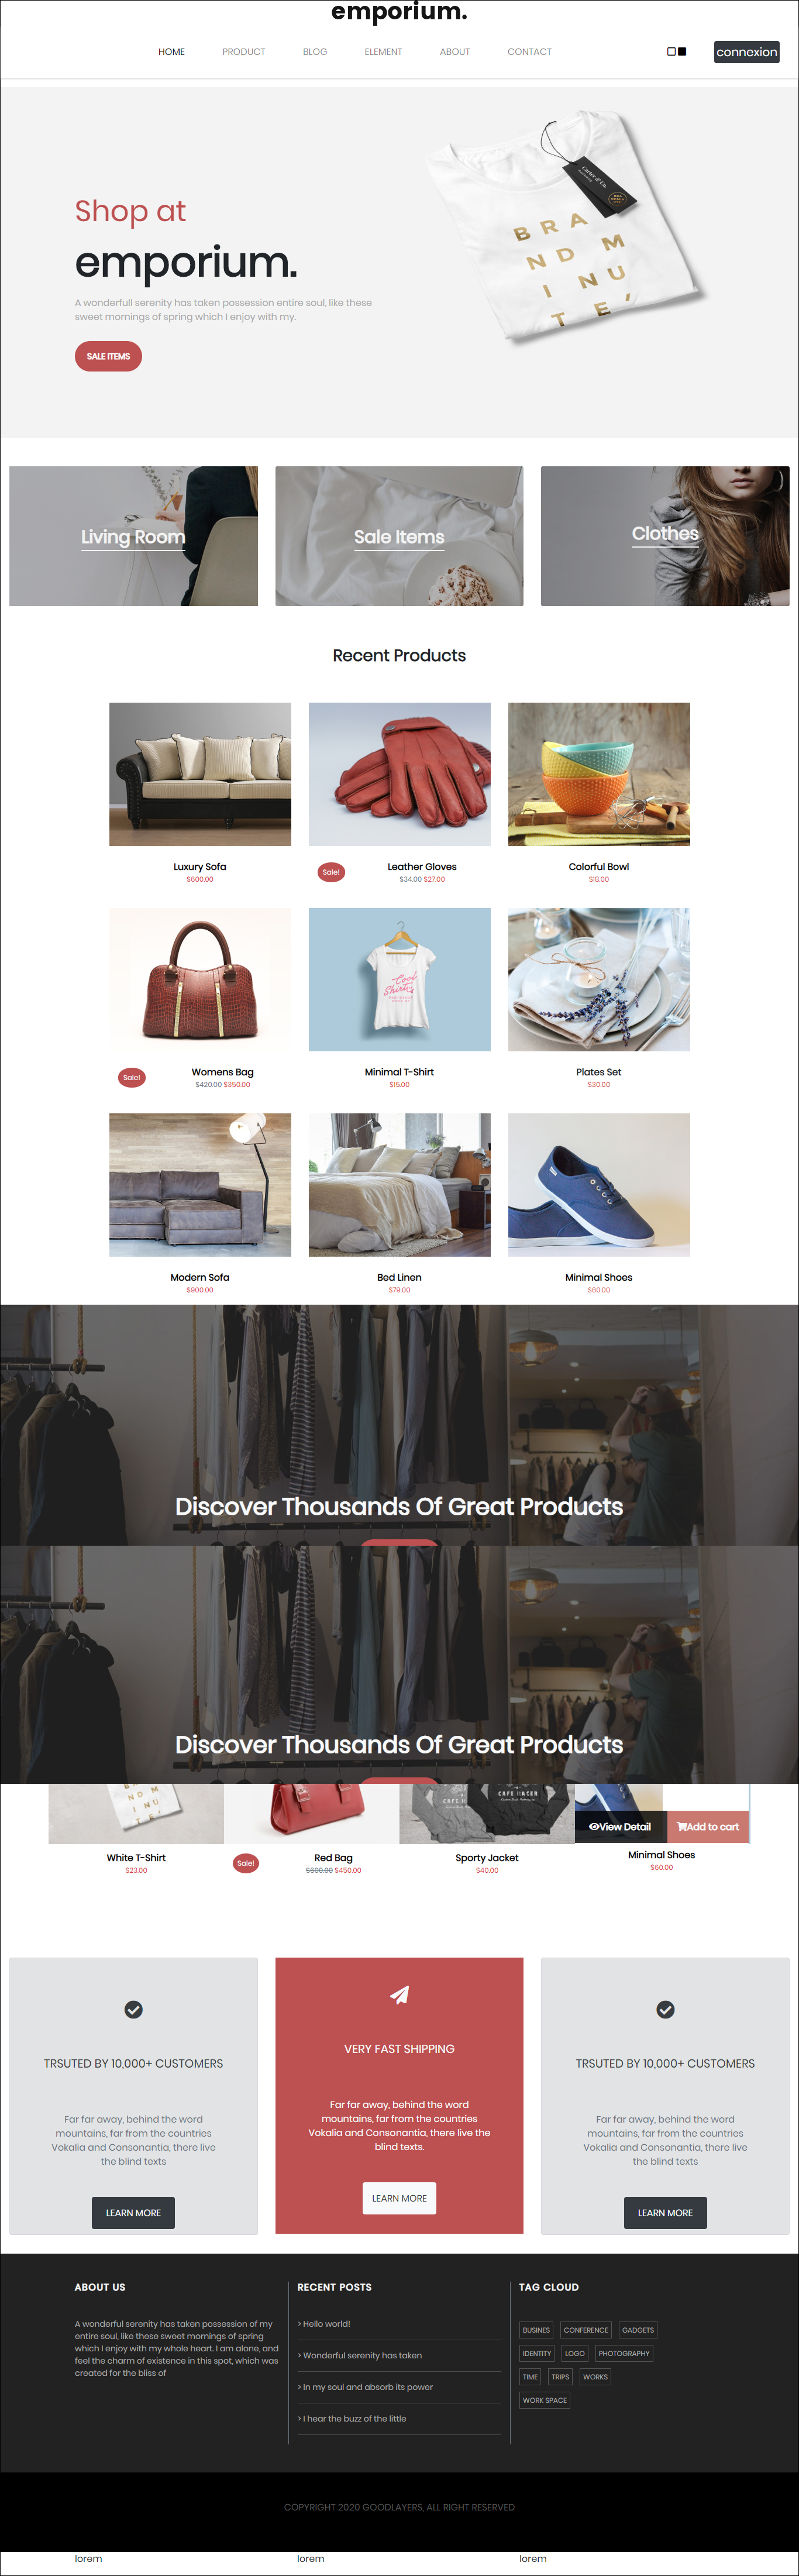 emporium.
HOME PRODUCT BLOG ELEMENT ABOUT CONTACT connexion
Shop at
emporium.
A wonderfull serenity has taken possession entire soul, like these
sweet mornings of spring which I enjoy with my.
SALE ITEMS
Carter & Co.
BRA
ND M
I NU
TE,
Living Room
Sale Items
Clothes
Recent Products
Luxury Sofa
$600.00
Sale!
Leather Gloves
$34.00 $27.00
Colorful Bowl
$18.00
Cool
Shirt
Sale!
Womens Bag
$420.00 $350.00
Minimal T-Shirt
$15.00
Plates Set
$30.00
Modern Sofa
$900.00
Bed Linen
$79.00
Minimal Shoes
$60.00
Discover Thousands Of Great Products
Discover Thousands Of Great Products
View Detail
Add to cart
White T-Shirt
$23.00
Sale!
Red Bag
$600.00 $450.00
Sporty Jacket
$40.00
Minimal Shoes
$60.00
TRSUTED BY 10,000+ CUSTOMERS
Far far away, behind the word
mountains, far from the countries
Vokalia and Consonantia, there live
the blind texts
LEARN MORE
VERY FAST SHIPPING
Far far away, behind the word
mountains, far from the countries
Vokalia and Consonantia, there live the
blind texts.
LEARN MORE
TRSUTED BY 10,000+ CUSTOMERS
Far far away, behind the word
mountains, far from the countries
Vokalia and Consonantia, there live
the blind texts
LEARN MORE
ABOUT US
A wonderful serenity has taken possession of my
entire soul, like these sweet mornings of spring
which I enjoy with my whole heart. I am alone, and
feel the charm of existence in this spot, which was
created for the bliss of
RECENT POSTS
> Hello world!
> Wonderful serenity has taken
> In my soul and absorb its power
> I hear the buzz of the little
TAG CLOUD
BUSINES CONFERENCE GADGETS
IDENTITY LOGO PHOTOGRAPHY
TIME TRIPS WORKS
WORK SPACE
COPYRIGHT 2020 GOODLAYERS, ALL RIGHT RESERVED
lorem lorem lorem